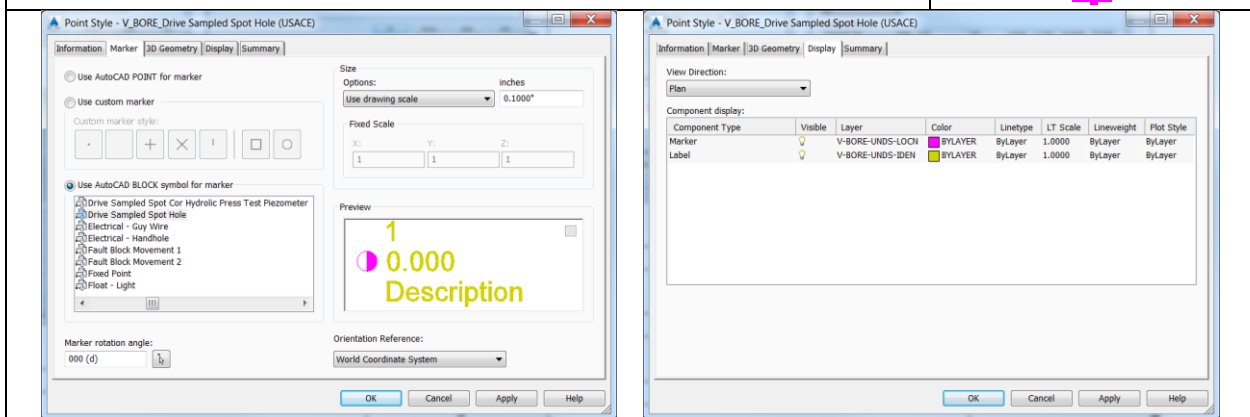 Point Style - V_BORE_Drive Sampled Spot Hole (USACE)
Information Marker 3D Geometry Display Summary
Use AutoCAD POINT for marker
Use custom marker
Custom marker style:
Use AutoCAD BLOCK symbol for marker
Drive Sampled Spot Cor Hydrolic Press Test Piezometer
Drive Sampled Spot Hole
Electrical - Guy Wire
Electrical - Handhole
Fault Block Movement 1
Fault Block Movement 2
Fixed Point
Float - Light
Marker rotation angle:
000 (d)
Size
Options: inches
Use drawing scale 0.1000"
Fixed Scale
X: Y: Z:
1 1 1
Preview
1
0.000
Description
Orientation Reference:
World Coordinate System
OK Cancel Apply Help
Point Style - V_BORE_Drive Sampled Spot Hole (USACE)
Information Marker 3D Geometry Display Summary
View Direction:
Plan
Component display:
Component Type Visible Layer Color Linetype LT Scale Lineweight Plot Style
Marker V-BORE-UNDS-LOCN BYLAYER ByLayer 1.0000 ByLayer ByLayer
Label V-BORE-UNDS-IDEN BYLAYER ByLayer 1.0000 ByLayer ByLayer
OK Cancel Apply Help